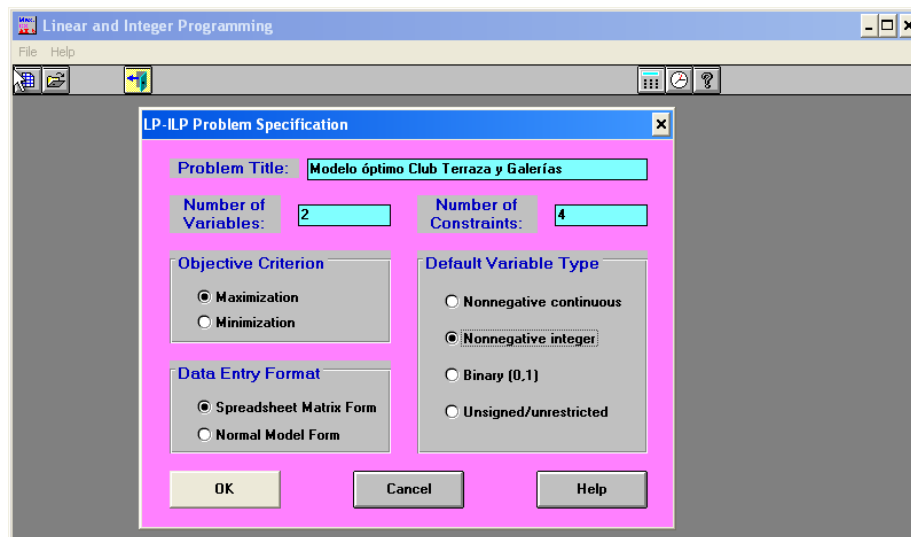 Linear and Integer Programming
File Help
LP-ILP Problem Specification
Problem Title: Modelo óptimo Club Terraza y Galerías
Number of Variables: 2
Number of Constraints: 4
Objective Criterion
Maximization
Minimization
Data Entry Format
Spreadsheet Matrix Form
Normal Model Form
Default Variable Type
Nonnegative continuous
Nonnegative integer
Binary (0,1)
Unsigned/unrestricted
OK Cancel Help